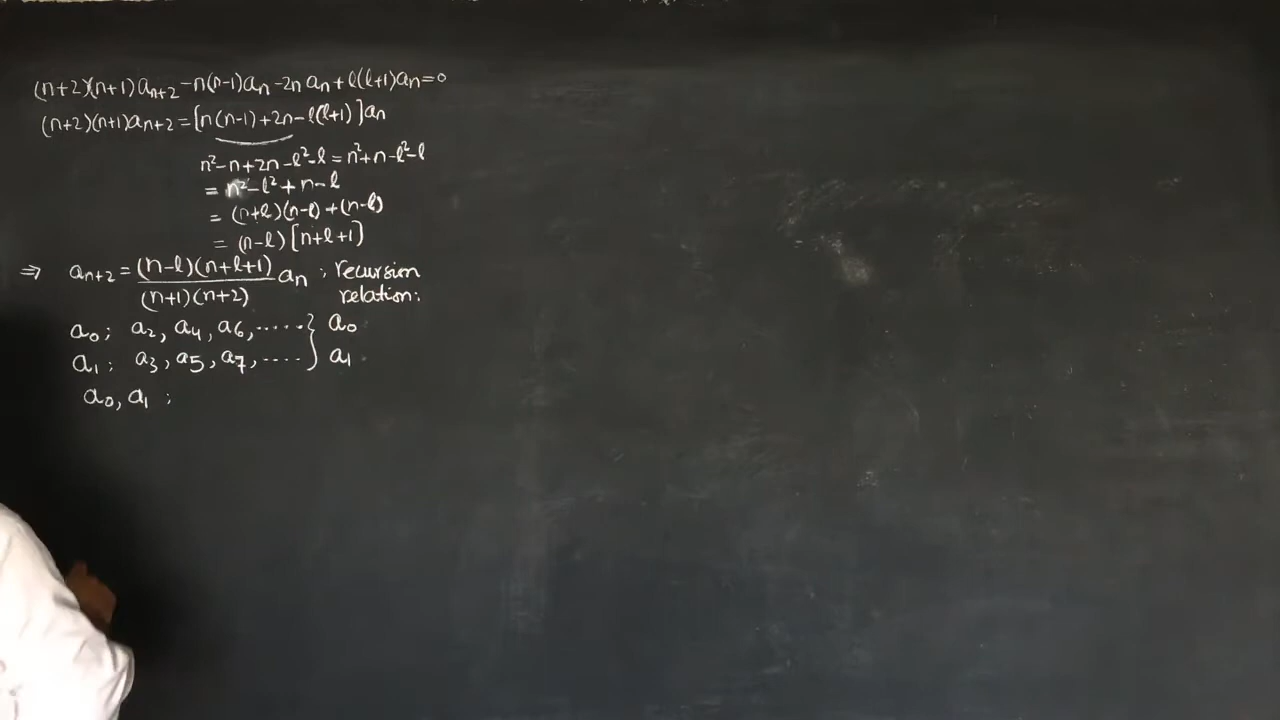 (n+2)(n+1)aₙ₊₂ − n(n−1)aₙ − 2n aₙ + ℓ(ℓ+1)aₙ = 0
(n+2)(n+1)aₙ₊₂ = [n(n−1)+2n−ℓ(ℓ+1)]aₙ
n²−n+2n−ℓ²−ℓ = n²+n−ℓ²−ℓ
= n²−ℓ²+n−ℓ
= (n+ℓ)(n−ℓ)+(n−ℓ)
= (n−ℓ)[n+ℓ+1]
⇒ aₙ₊₂ = (n−ℓ)(n+ℓ+1)/(n+1)(n+2) aₙ ; recursion
relation:
a₀; a₂, a₄, a₆, ..... } a₀
a₁; a₃, a₅, a₇, .... } a₁
a₀, a₁ ;